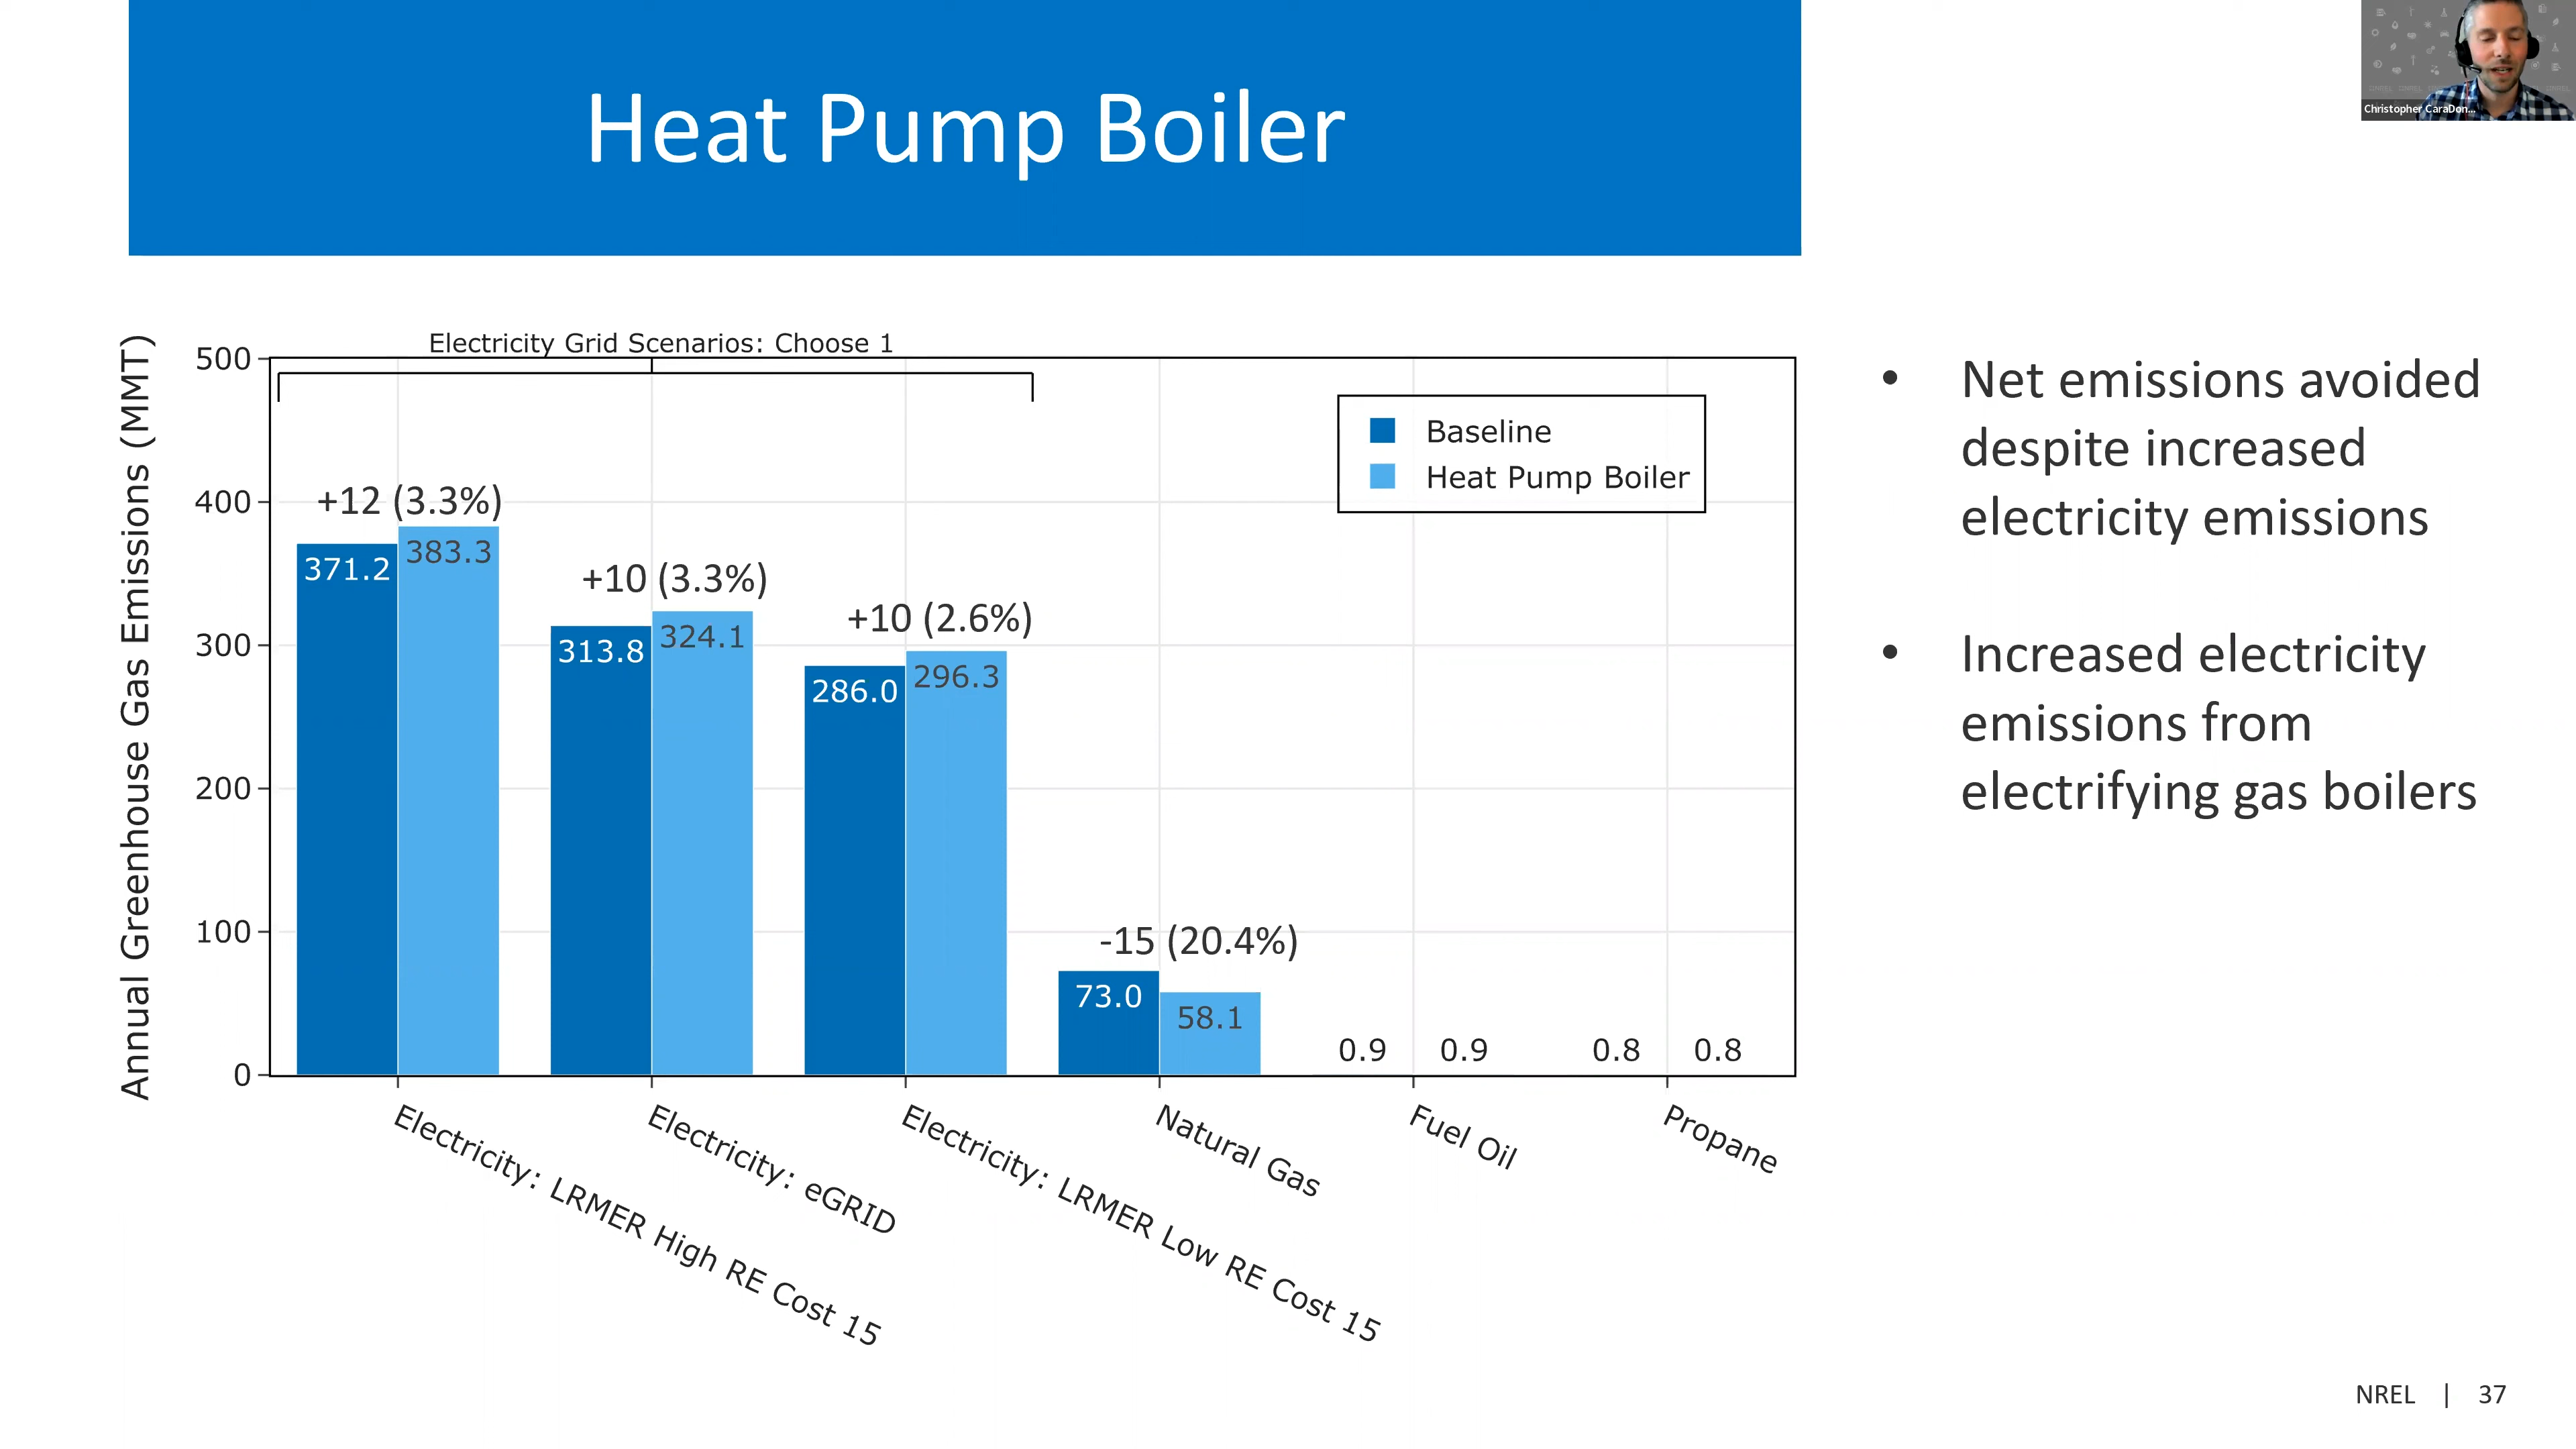 Heat Pump Boiler
Christopher CaraDon...
Electricity Grid Scenarios: Choose 1
Annual Greenhouse Gas Emissions (MMT)
500
400
300
200
100
0
Baseline
Heat Pump Boiler
+12 (3.3%)
371.2
383.3
+10 (3.3%)
313.8
324.1
+10 (2.6%)
286.0
296.3
-15 (20.4%)
73.0
58.1
0.9
0.9
0.8
0.8
Electricity: LRMER High RE Cost 15
Electricity: eGRID
Electricity: LRMER Low RE Cost 15
Natural Gas
Fuel Oil
Propane
• Net emissions avoided
despite increased
electricity emissions
• Increased electricity
emissions from
electrifying gas boilers
NREL | 37